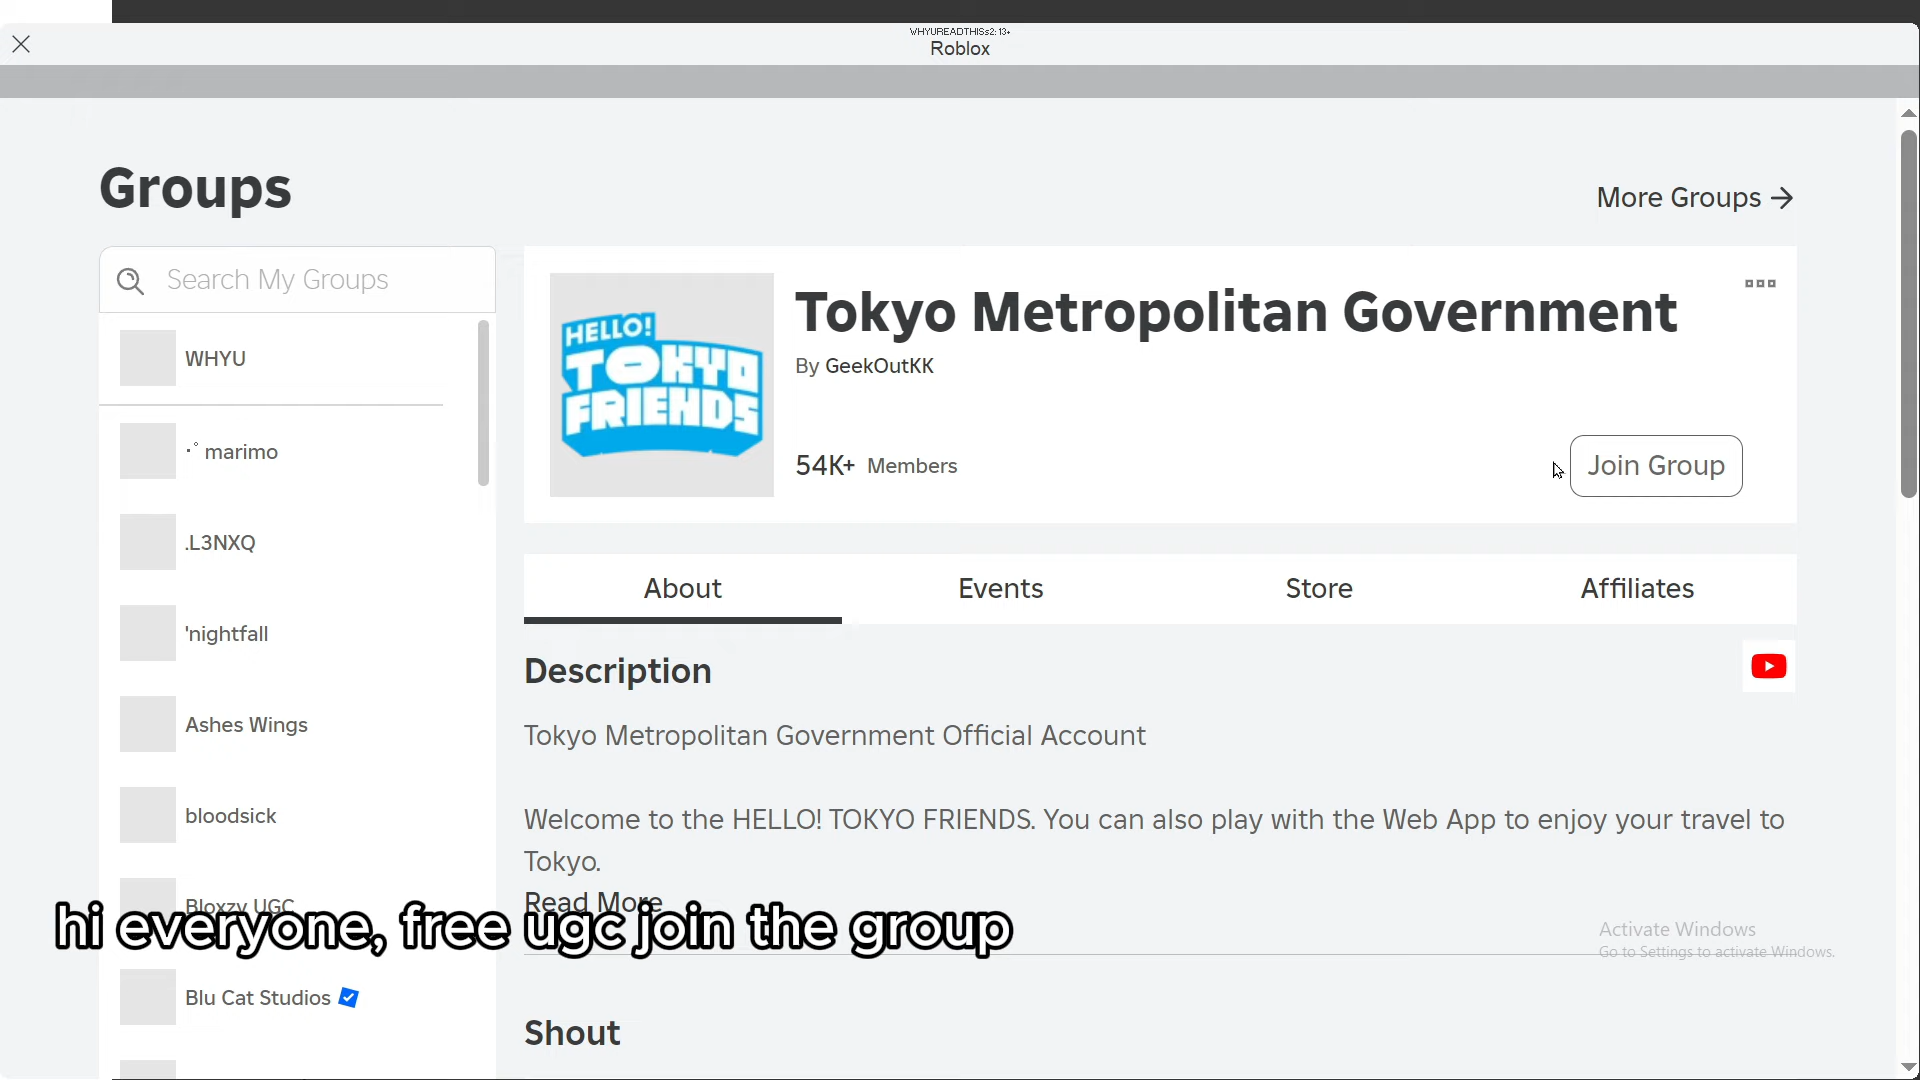 WHYUREADTHISs2: 13+
Roblox
Groups
More Groups →
Search My Groups
WHYU
⋅˚ marimo
.L3NXQ
'nightfall
Ashes Wings
bloodsick
Bloxzy UGC
Blu Cat Studios
HELLO!
TOKYO
FRIENDS
Tokyo Metropolitan Government
By GeekOutKK
54K+ Members
Join Group
About
Events
Store
Affiliates
Description
Tokyo Metropolitan Government Official Account
Welcome to the HELLO! TOKYO FRIENDS. You can also play with the Web App to enjoy your travel to
Tokyo.
Read More
hi everyone, free ugc join the group
Activate Windows
Go to Settings to activate Windows.
Shout